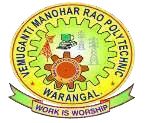 VEMUGANTI MANOHAR RAO POLYTECHNIC
WARANGAL.
WORK IS WORSHIP